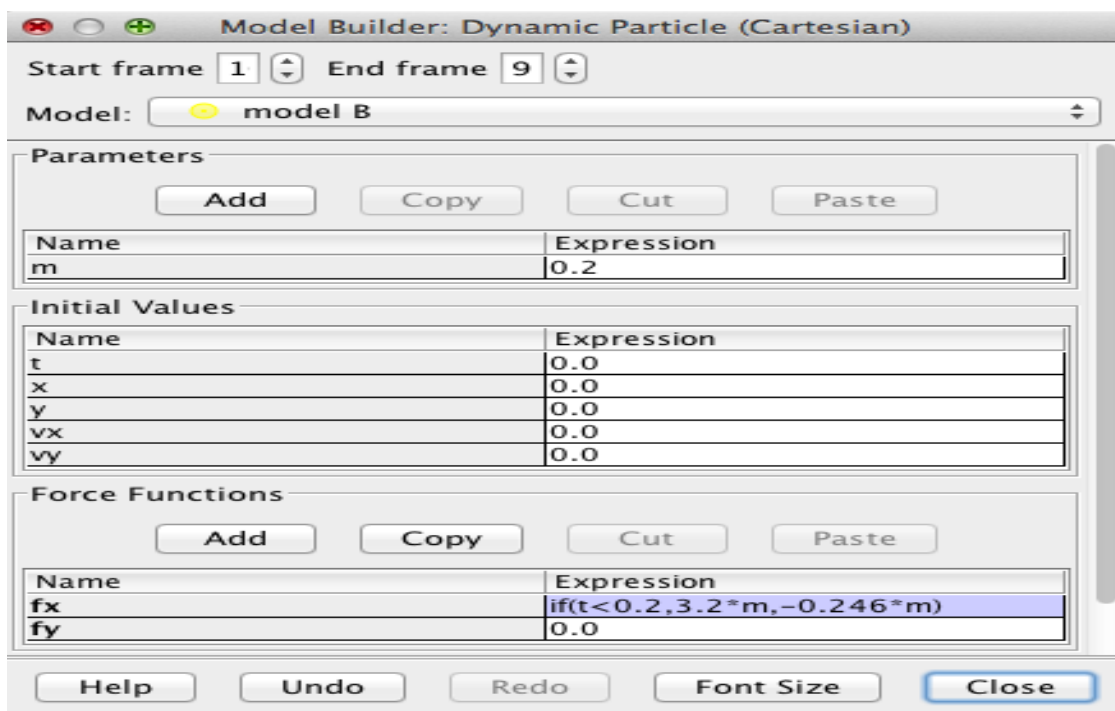 Model Builder: Dynamic Particle (Cartesian)
Start frame 1 End frame 9
Model: model B
Parameters
Add Copy Cut Paste
Name Expression
m 0.2
Initial Values
Name Expression
t 0.0
x 0.0
y 0.0
vx 0.0
vy 0.0
Force Functions
Add Copy Cut Paste
Name Expression
fx if(t<0.2,3.2*m,-0.246*m)
fy 0.0
Help Undo Redo Font Size Close